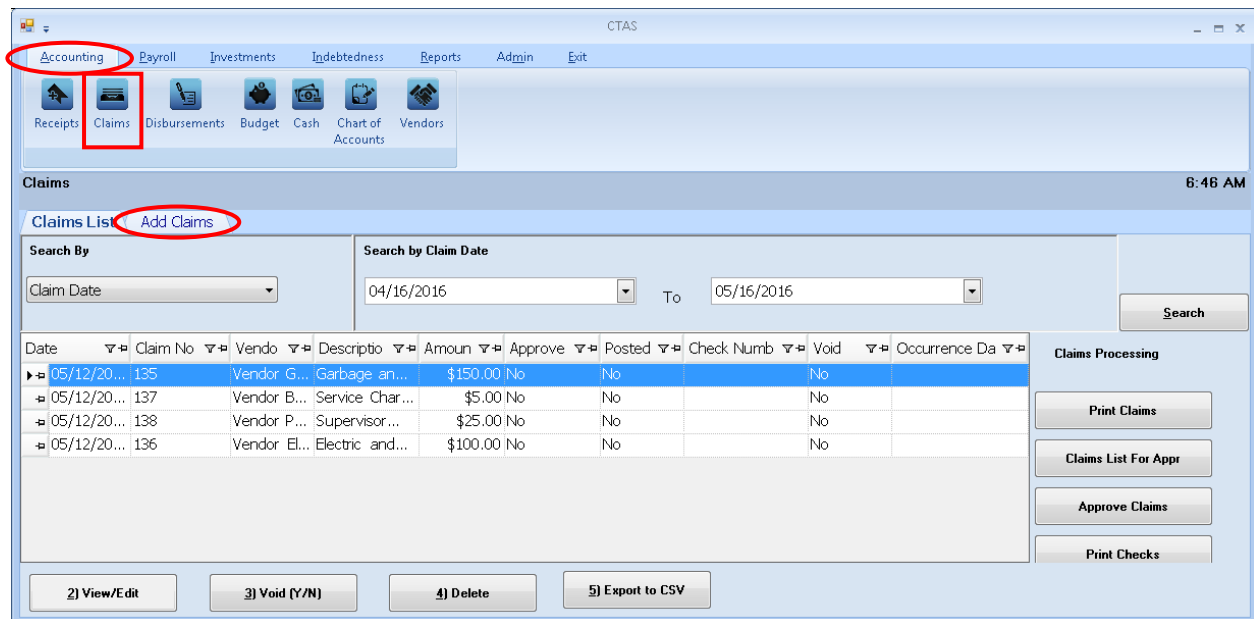 CTAS
Accounting Payroll Investments Indebtedness Reports Admin Exit
Receipts Claims Disbursements Budget Cash Chart of Accounts Vendors
Claims 6:46 AM
Claims List Add Claims
Search By Search by Claim Date
Claim Date 04/16/2016 To 05/16/2016
Search
Date Claim No Vendo Descriptio Amoun Approve Posted Check Numb Void Occurrence Da Claims Processing
05/12/20... 135 Vendor G... Garbage an... $150.00 No No No
05/12/20... 137 Vendor B... Service Char... $5.00 No No No
05/12/20... 138 Vendor P... Supervisor... $25.00 No No No
05/12/20... 136 Vendor El... Electric and... $100.00 No No No
Print Claims
Claims List For Appr
Approve Claims
Print Checks
2) View/Edit 3) Void (Y/N) 4) Delete 5) Export to CSV